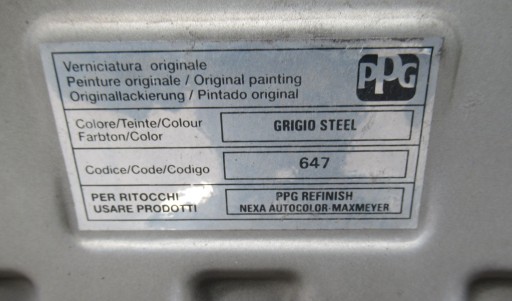 Verniciatura originale
Peinture originale / Original painting
Originallackierung / Pintado original
PPG
Colore/Teinte/Colour
Farbton/Color
GRIGIO STEEL
Codice/Code/Codigo
647
PER RITOCCHI
USARE PRODOTTI
PPG REFINISH
NEXA AUTOCOLOR-MAXMEYER